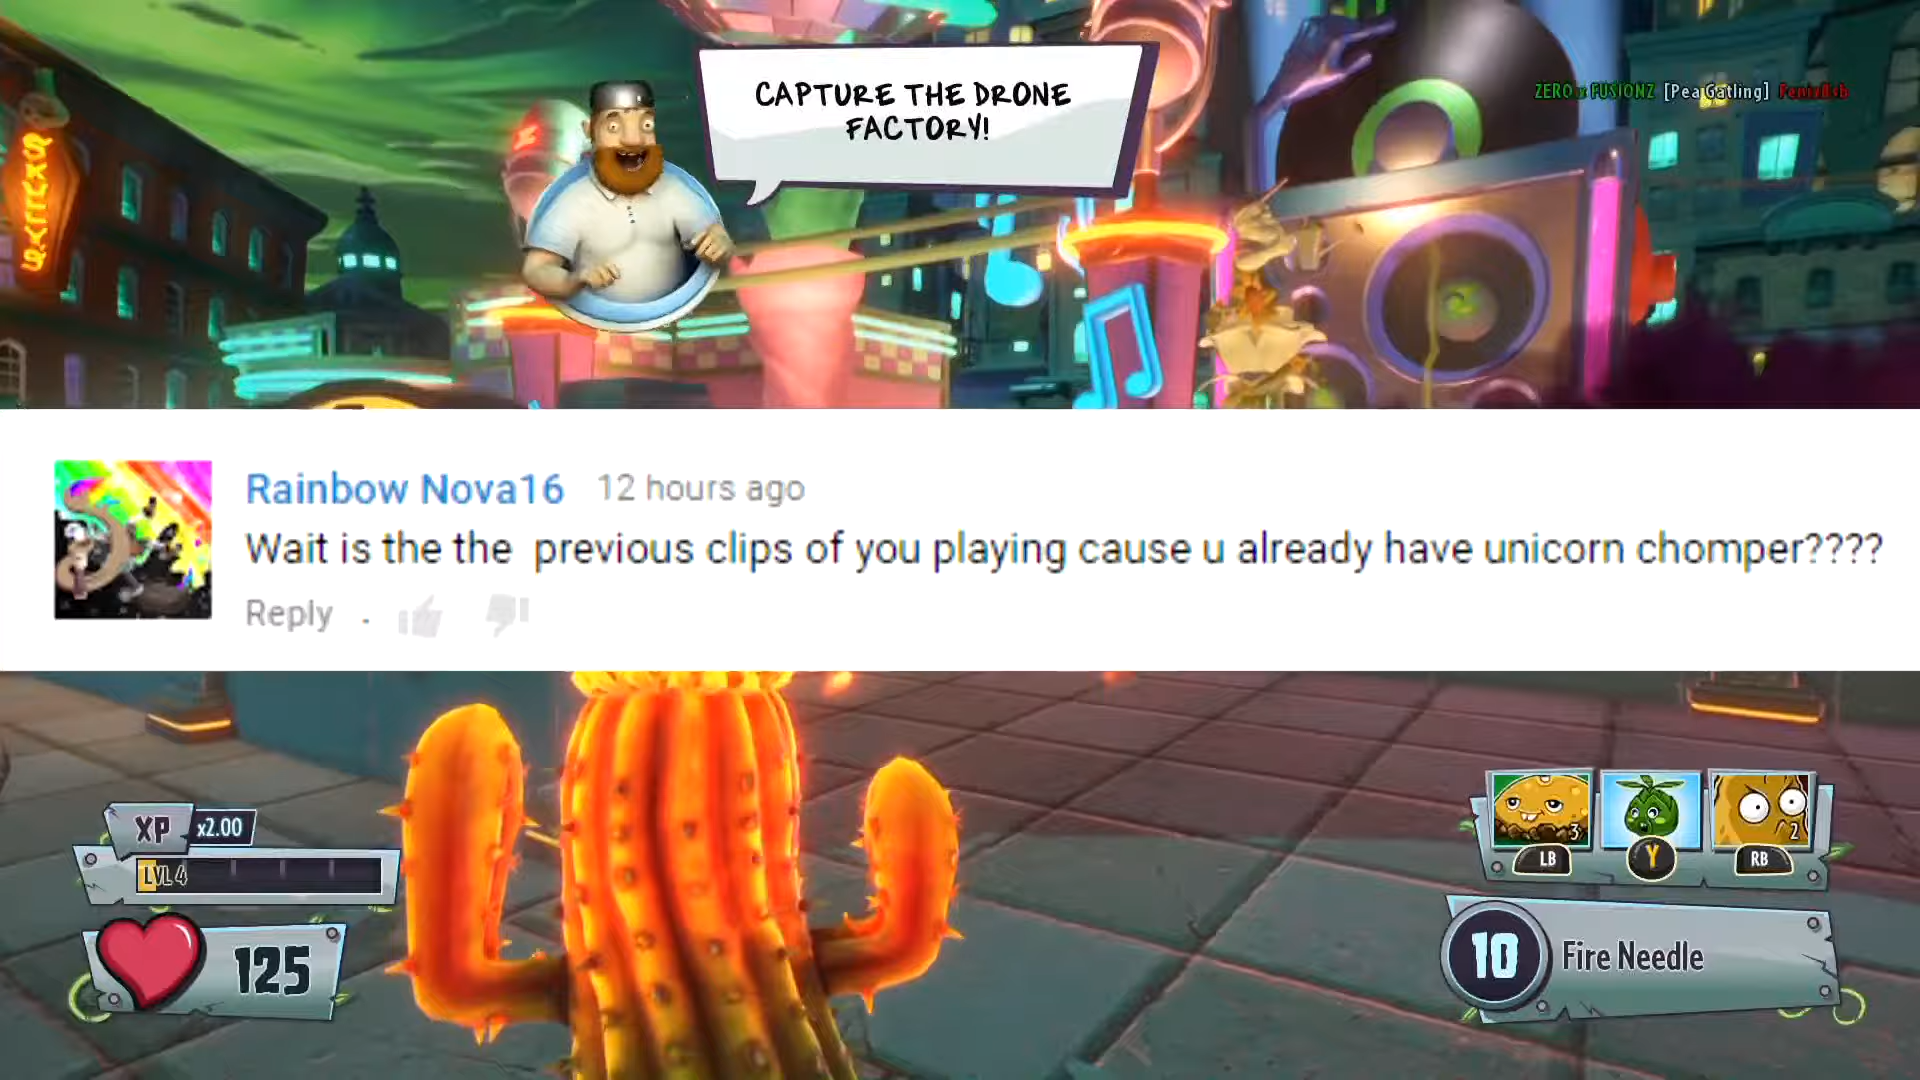 CAPTURE THE DRONE
FACTORY!
[Pea Gatling]
Rainbow Nova16 12 hours ago
Wait is the the previous clips of you playing cause u already have unicorn chomper????
Reply .
XP x2.00
LVL 4
125
3
2
LB Y RB
10 Fire Needle